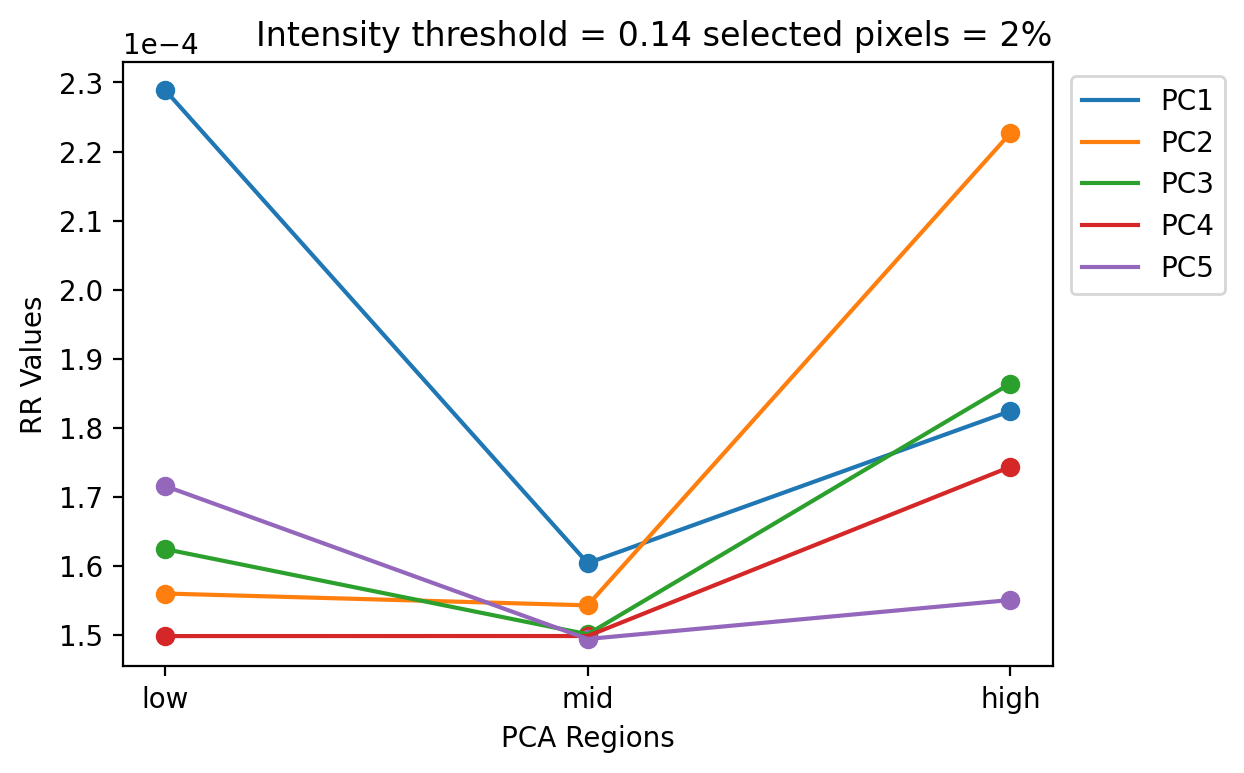 Intensity threshold = 0.14 selected pixels = 2%
1e−4
2.3
2.2
2.1
2.0
1.9
1.8
1.7
1.6
1.5
RR Values
low
mid
high
PCA Regions
PC1
PC2
PC3
PC4
PC5